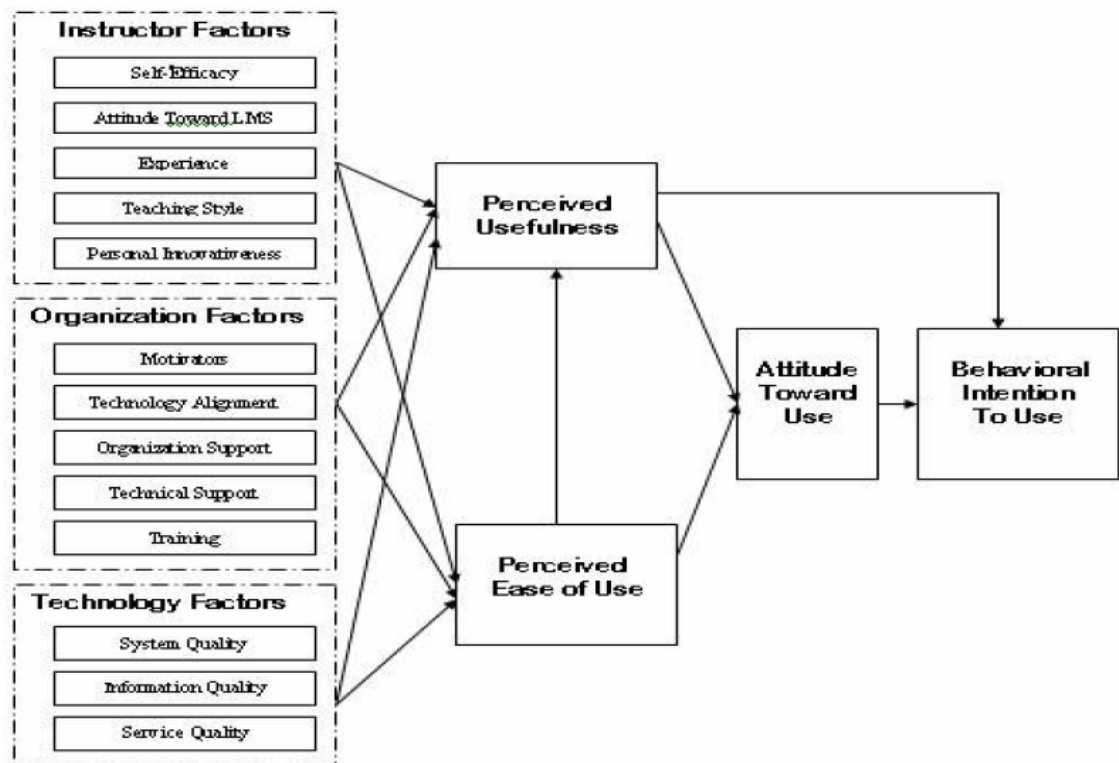 Instructor Factors
Self-Efficacy
Attitude Toward LMS
Experience
Teaching Style
Personal Innovativeness
Organization Factors
Motivators
Technology Alignment
Organization Support
Technical Support
Training
Technology Factors
System Quality
Information Quality
Service Quality
Perceived
Usefulness
Perceived
Ease of Use
Attitude
Toward
Use
Behavioral
Intention
To Use